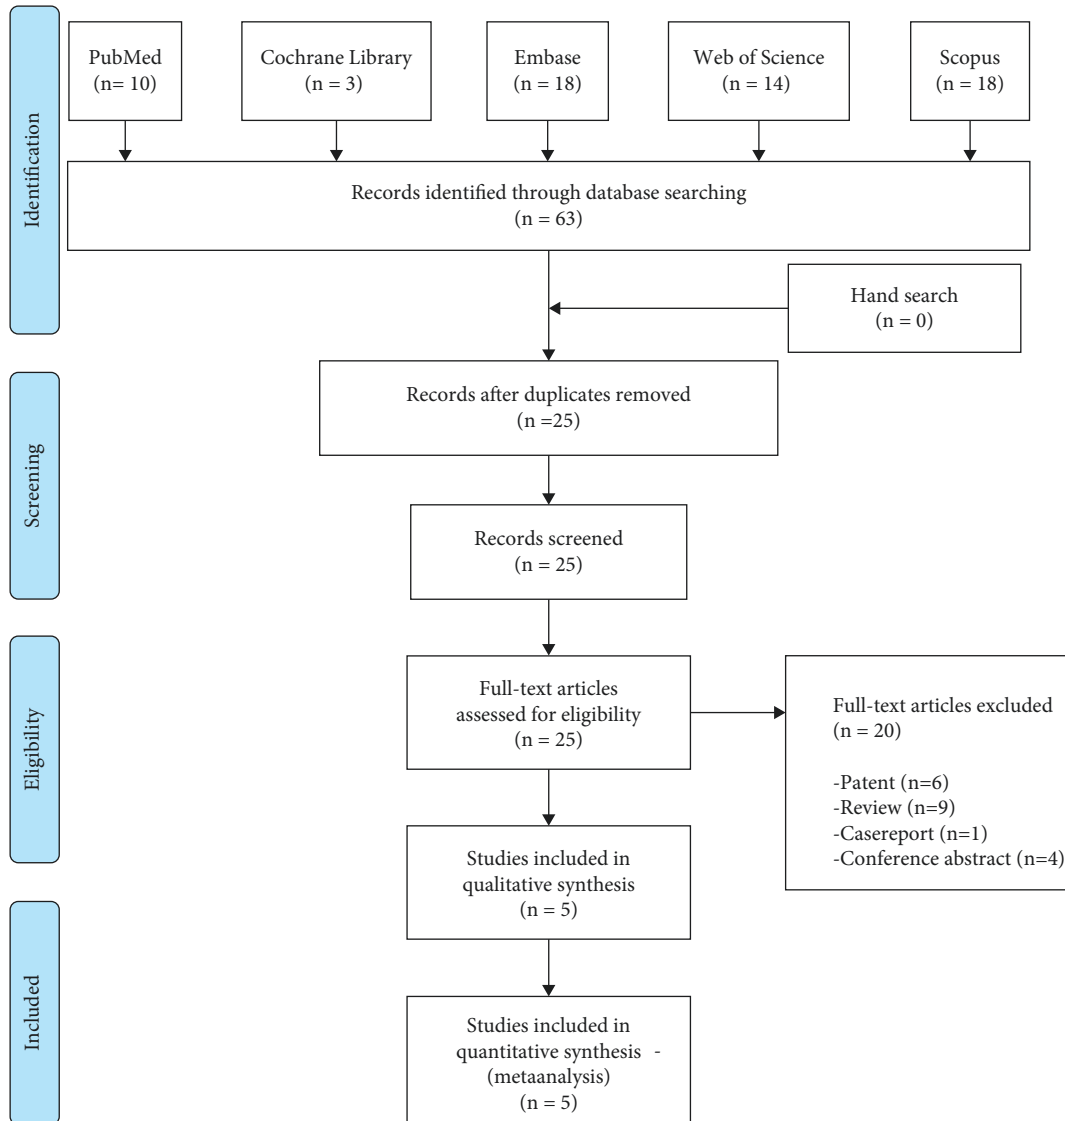 PubMed
(n= 10)
Cochrane Library
(n = 3)
Embase
(n = 18)
Web of Science
(n = 14)
Scopus
(n = 18)
Identification
Records identified through database searching
(n = 63)
Hand search
(n = 0)
Screening
Records after duplicates removed
(n =25)
Records screened
(n = 25)
Eligibility
Full-text articles
assessed for eligibility
(n = 25)
Full-text articles excluded
(n = 20)
-Patent (n=6)
-Review (n=9)
-Casereport (n=1)
-Conference abstract (n=4)
Studies included in
qualitative synthesis
(n = 5)
Included
Studies included in
quantitative synthesis -
(metaanalysis)
(n = 5)